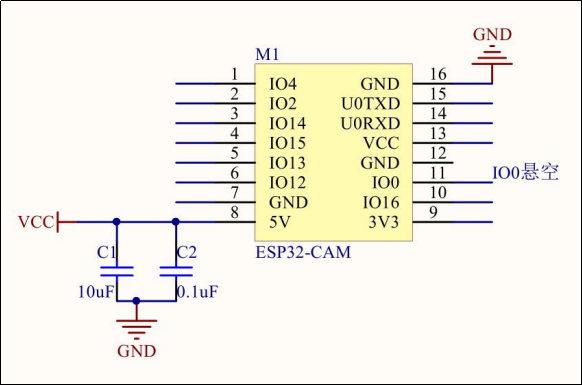 GND
M1
1 IO4 GND 16
2 IO2 U0TXD 15
3 IO14 U0RXD 14
4 IO15 VCC 13
5 IO13 GND 12
6 IO12 IO0 11 IO0悬空
7 GND IO16 10
VCC 8 5V 3V3 9
C1 C2 ESP32-CAM
10uF 0.1uF
GND